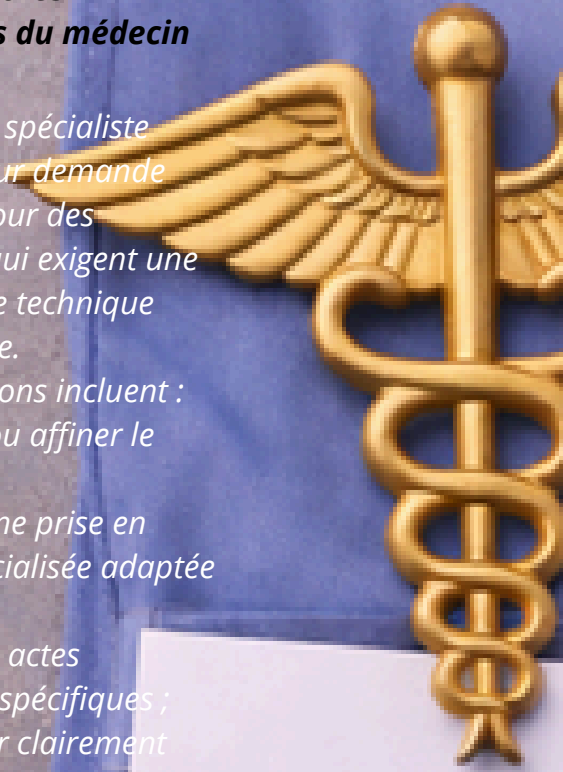 s du médecin
spécialiste
ur demande
our des
ui exigent une
e technique
e.
ons incluent :
ou affiner le
ne prise en
cialisée adaptée
actes
spécifiques ;
r clairement